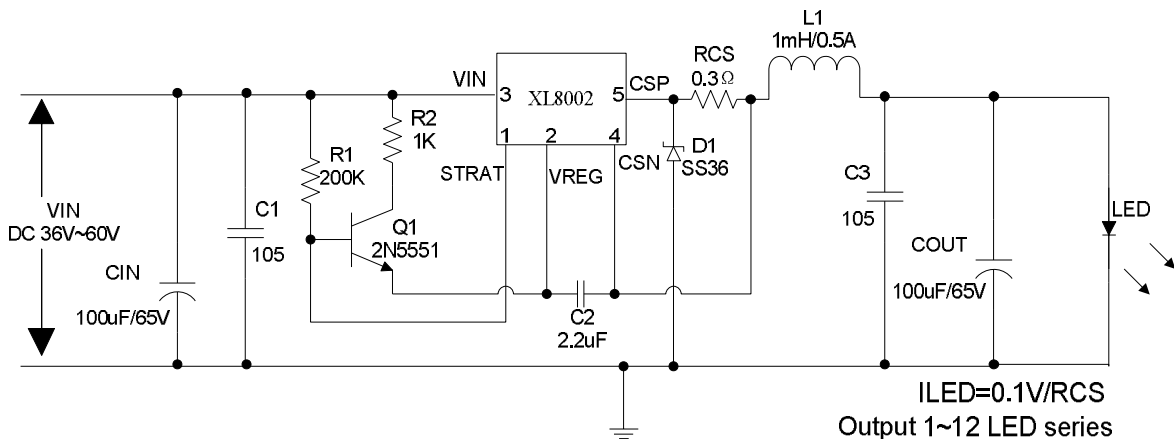 L1
1mH/0.5A
RCS
0.3Ω
VIN
3
XL8002
5
CSP
1
2
4
R2
1K
R1
200K
STRAT
VREG
CSN
D1
SS36
VIN
DC 36V~60V
C1
105
Q1
2N5551
C3
105
LED
CIN
100uF/65V
COUT
100uF/65V
C2
2.2uF
ILED=0.1V/RCS
Output 1~12 LED series